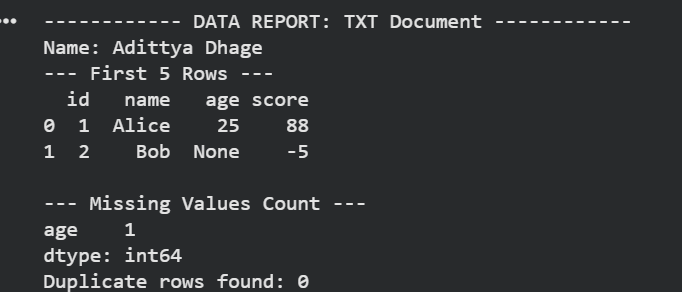 ------------ DATA REPORT: TXT Document ------------
Name: Adittya Dhage
--- First 5 Rows ---
  id   name   age score
0  1  Alice    25    88
1  2    Bob  None    -5
--- Missing Values Count ---
age    1
dtype: int64
Duplicate rows found: 0